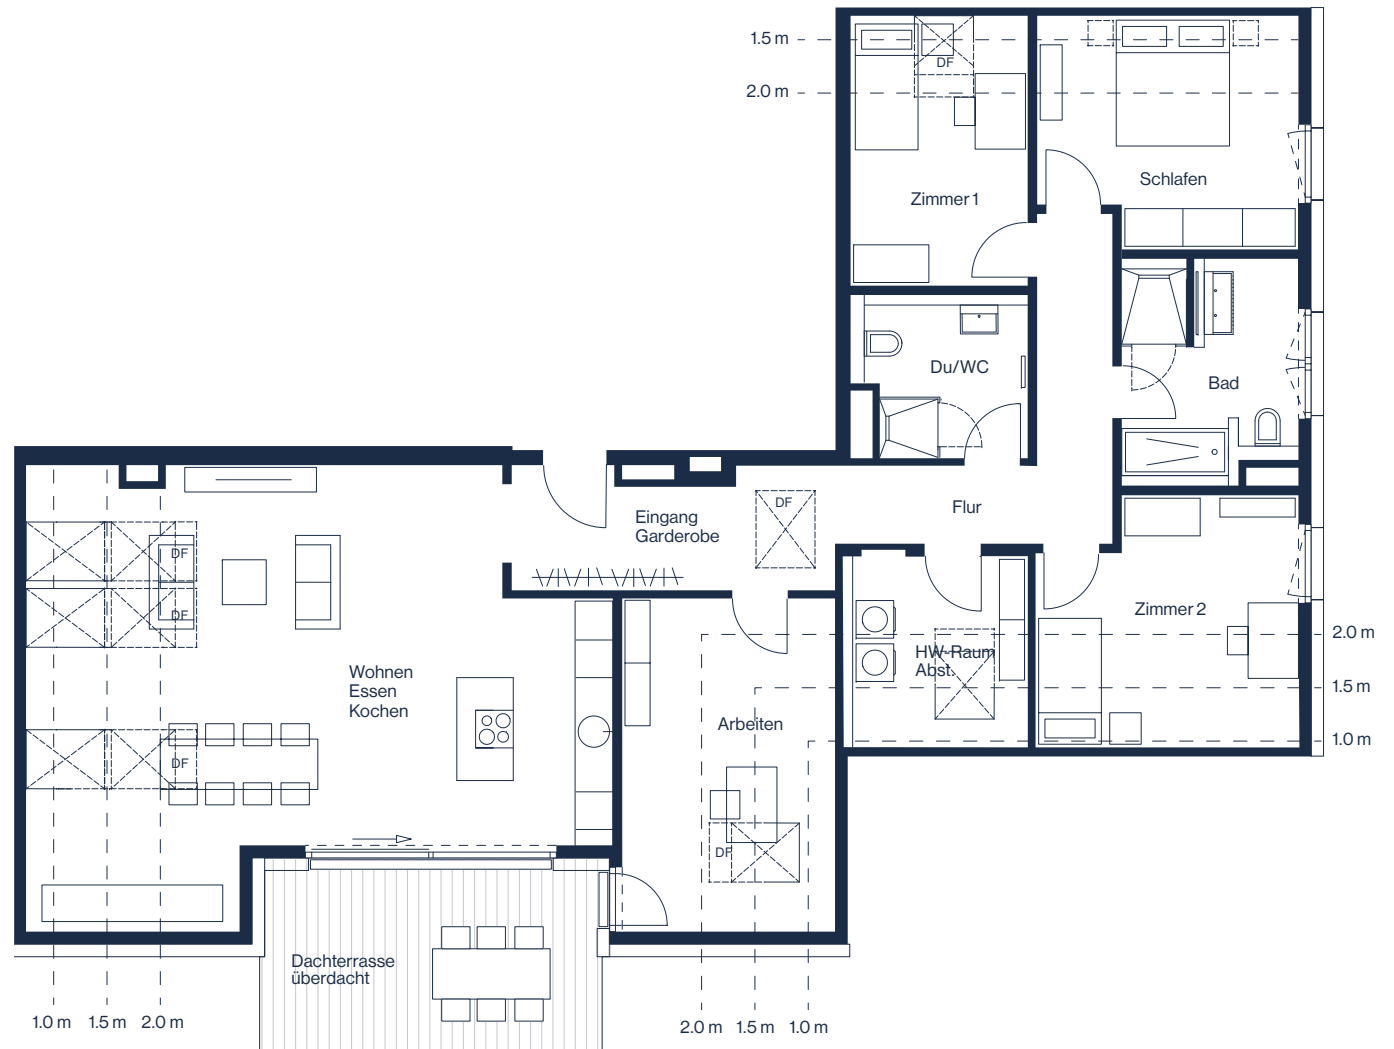 1.5 m
DF
2.0 m
Schlafen
Zimmer 1
Du/WC
Bad
DF
Eingang
Garderobe
Flur
DF
DF
Zimmer 2
2.0 m
HW-Raum
Abst.
Wohnen
Essen
Kochen
1.5 m
Arbeiten
1.0 m
DF
DF
Dachterrasse
überdacht
1.0 m 1.5 m 2.0 m
2.0 m 1.5 m 1.0 m